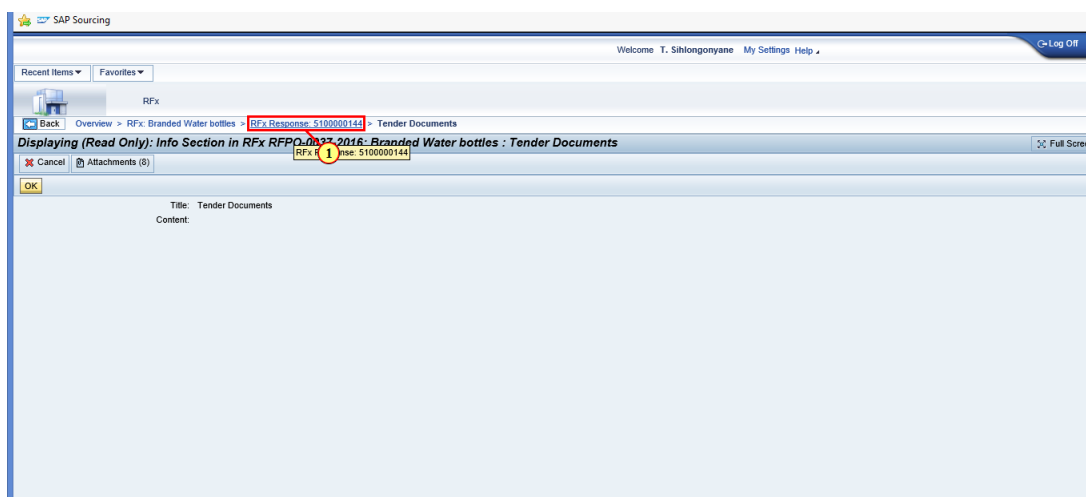 SAP Sourcing
Welcome T. Sihlongonyane My Settings Help
Log Off
Recent Items Favorites
RFx
Back Overview > RFx: Branded Water bottles > RFx Response: 5100000144 > Tender Documents
Displaying (Read Only): Info Section in RFx RFPO-0037-2016: Branded Water bottles : Tender Documents
Full Scre
RFx 1 nse: 5100000144
Cancel Attachments (8)
OK
Title: Tender Documents
Content: